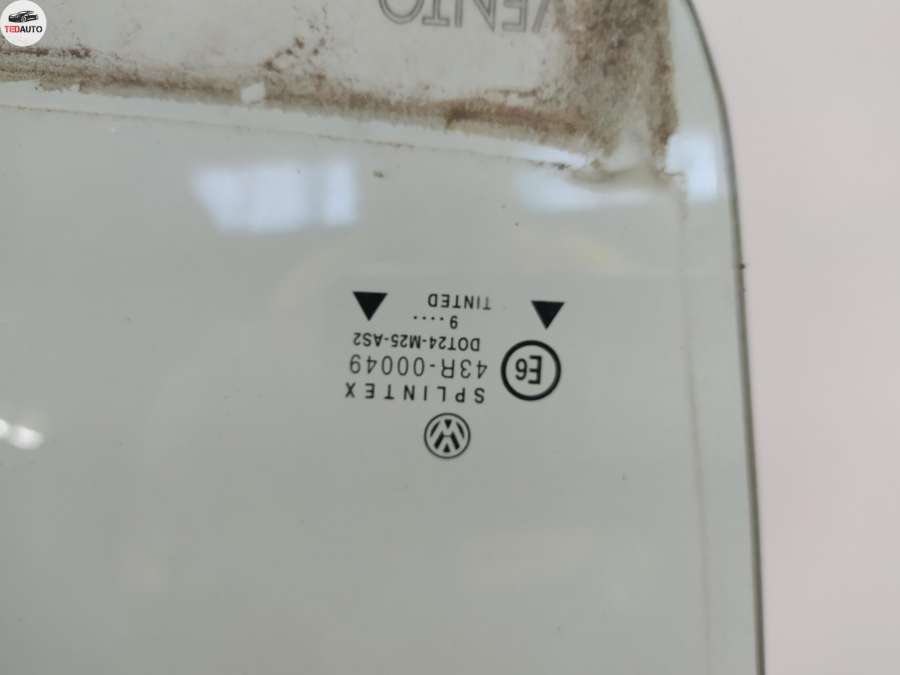 TEDAUTO
SPLINTEX
E6 43R-00049
DOT24-M25-AS2
9....
TINTED
VENTO